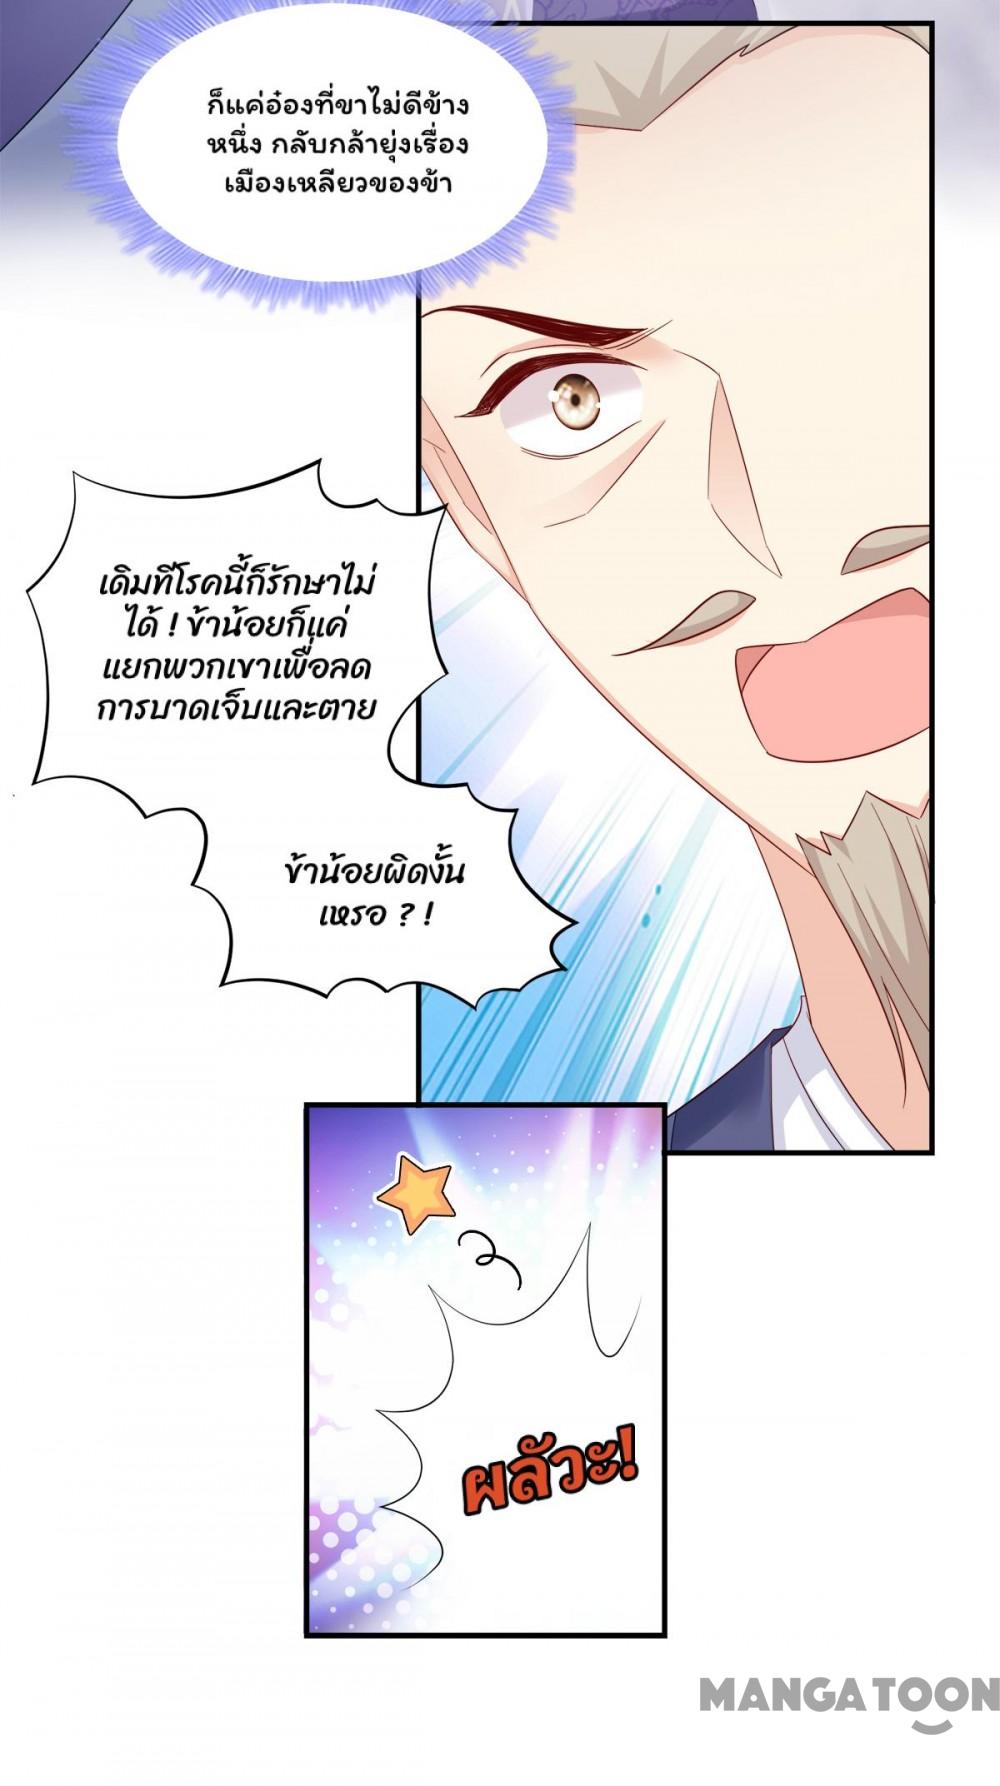 ก็แค่อ๋องที่ขาไม่ดีข้าง
หนึ่ง กลับกล้ายุ่งเรื่อง
เมืองเหลียวของข้า
เดิมทีโรคนี้ก็รักษาไม่
ได้ ! ข้าน้อยก็แค่
แยกพวกเขาเพื่อลด
การบาดเจ็บและตาย
ข้าน้อยผิดงั้น
เหรอ ? !
ผลัวะ!
MANGATOON